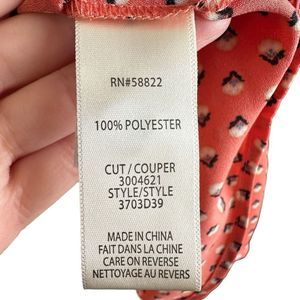 RN#58822
100% POLYESTER
CUT / COUPER
3004621
STYLE/STYLE
3703D39
MADE IN CHINA
FAIT DANS LA CHINE
CARE ON REVERSE
NETTOYAGE AU REVERS